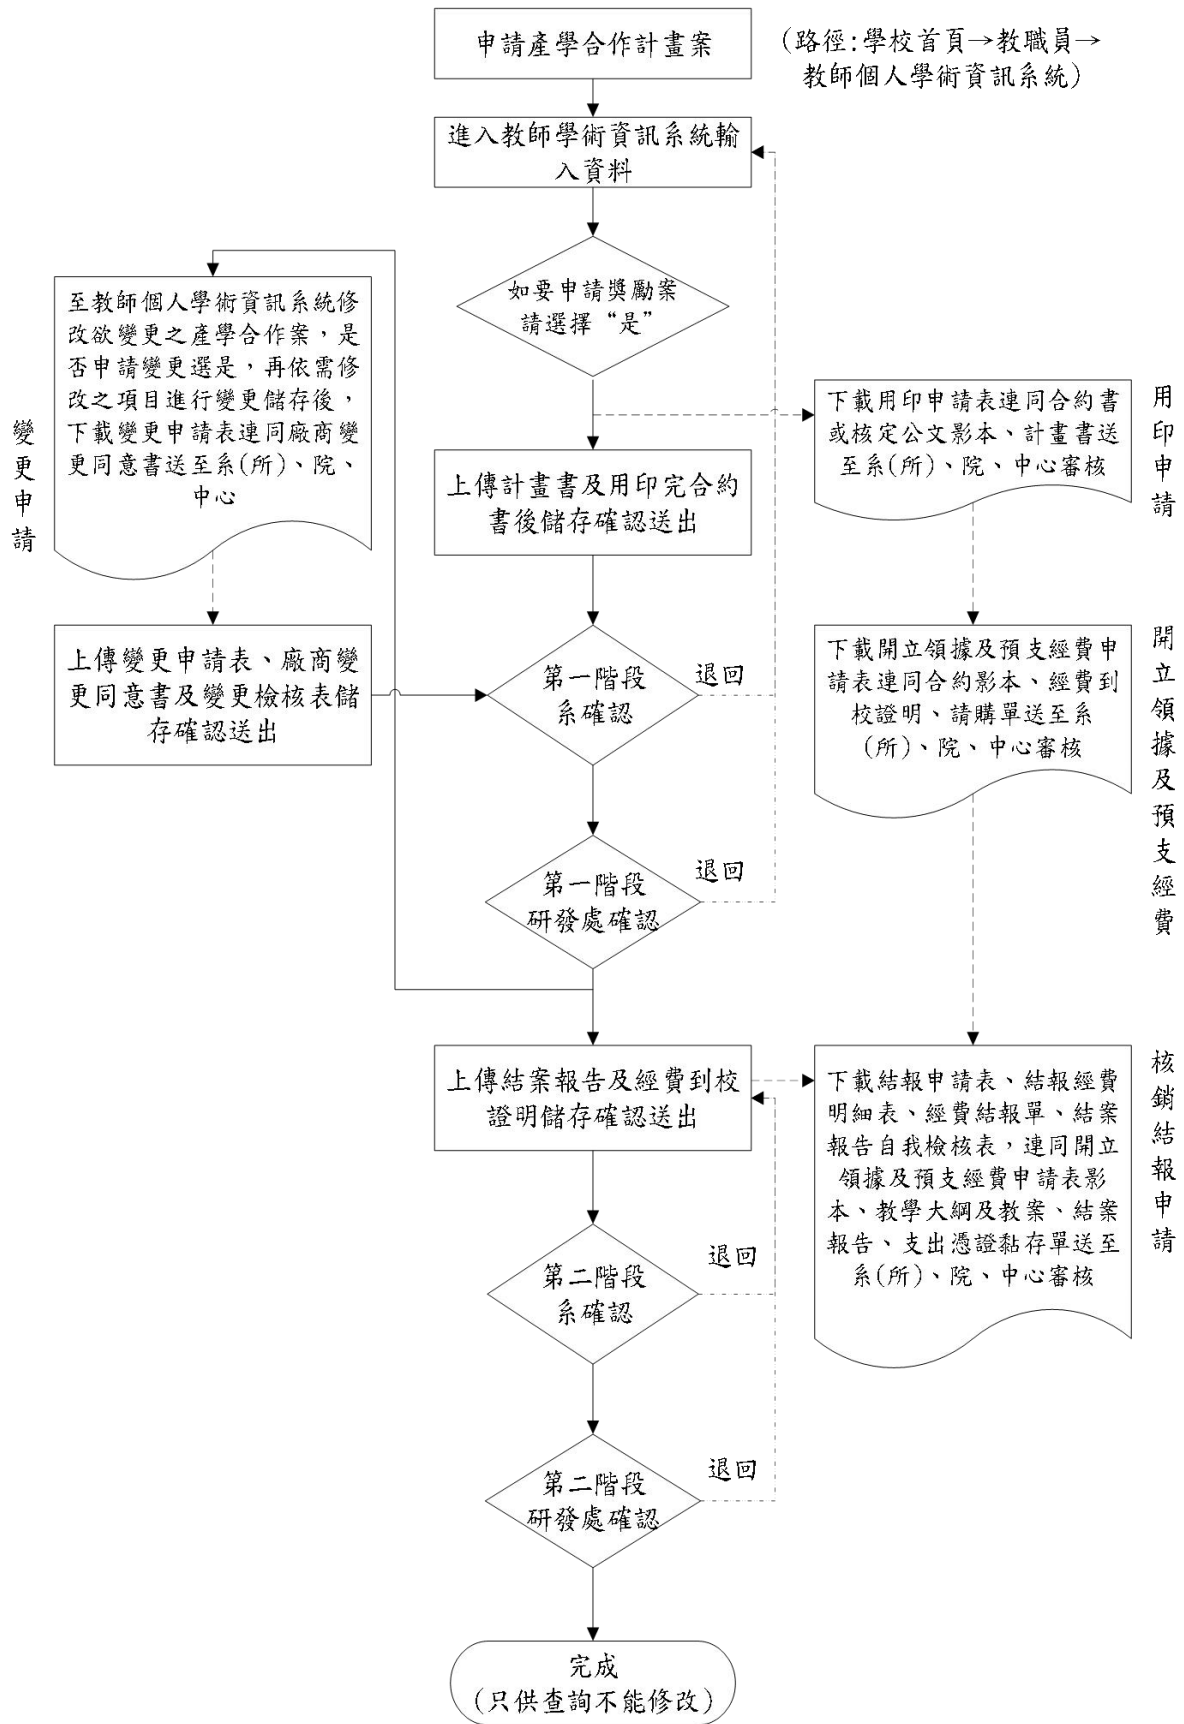 申請產學合作計畫案
(路徑:學校首頁→教職員→
教師個人學術資訊系統)
進入教師學術資訊系統輸
入資料
如要申請獎勵案
請選擇“是”
至教師個人學術資訊系統修
改欲變更之產學合作案，是
否申請變更選是，再依需修
改之項目進行變更儲存後，
下載變更申請表連同廠商變
更同意書送至系(所)、院、
中心
變更申請
下載用印申請表連同合約書
或核定公文影本、計畫書送
至系(所)、院、中心審核
用印申請
上傳計畫書及用印完合約
書後儲存確認送出
上傳變更申請表、廠商變
更同意書及變更檢核表儲
存確認送出
第一階段
系確認
退回
下載開立領據及預支經費申
請表連同合約影本、經費到
校證明、請購單送至系
(所)、院、中心審核
開立領據及預支經費
第一階段
研發處確認
退回
上傳結案報告及經費到校
證明儲存確認送出
下載結報申請表、結報經費
明細表、經費結報單、結案
報告自我檢核表，連同開立
領據及預支經費申請表影
本、教學大綱及教案、結案
報告、支出憑證黏存單送至
系(所)、院、中心審核
核銷結報申請
第二階段
系確認
退回
第二階段
研發處確認
退回
完成
(只供查詢不能修改)